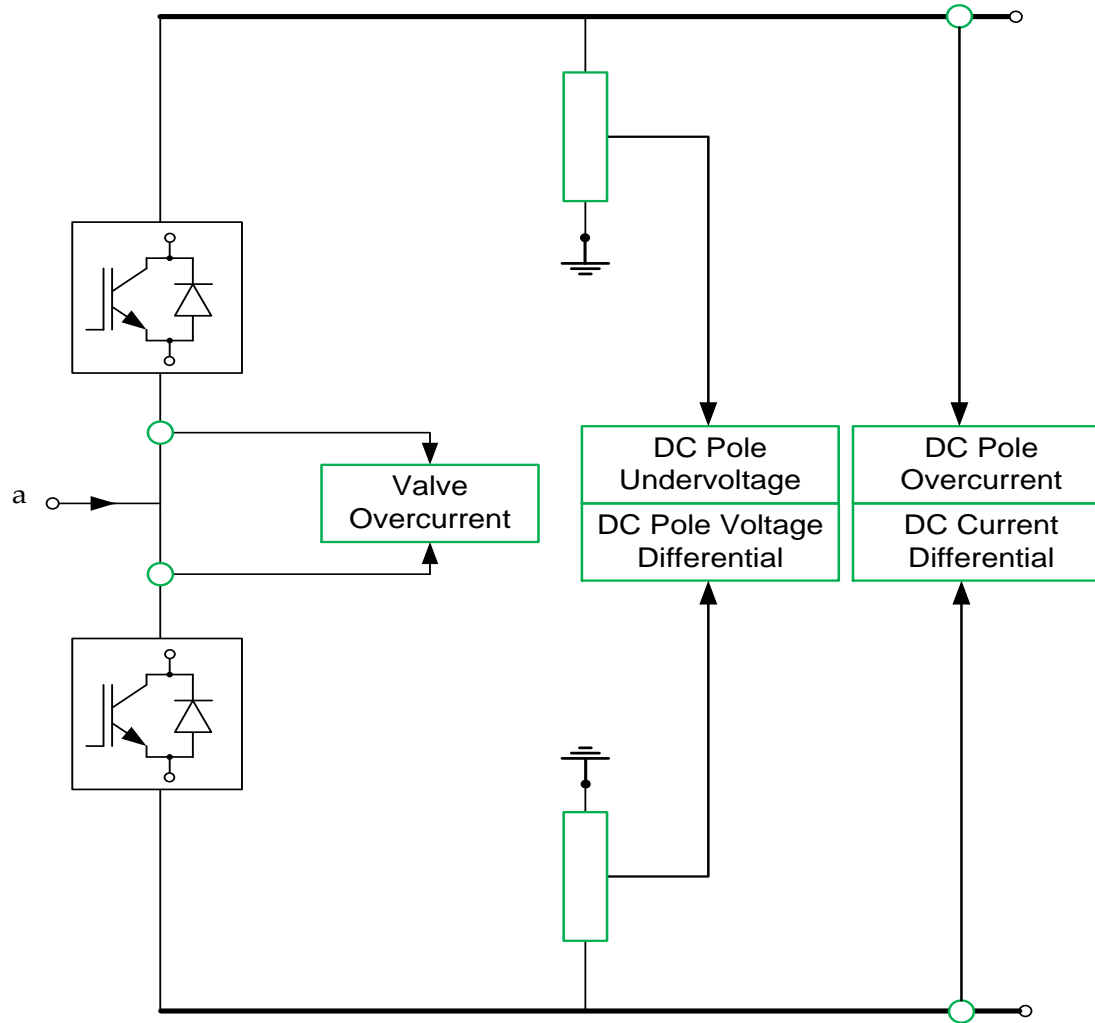 a
Valve
Overcurrent
DC Pole
Undervoltage
DC Pole Voltage
Differential
DC Pole
Overcurrent
DC Current
Differential